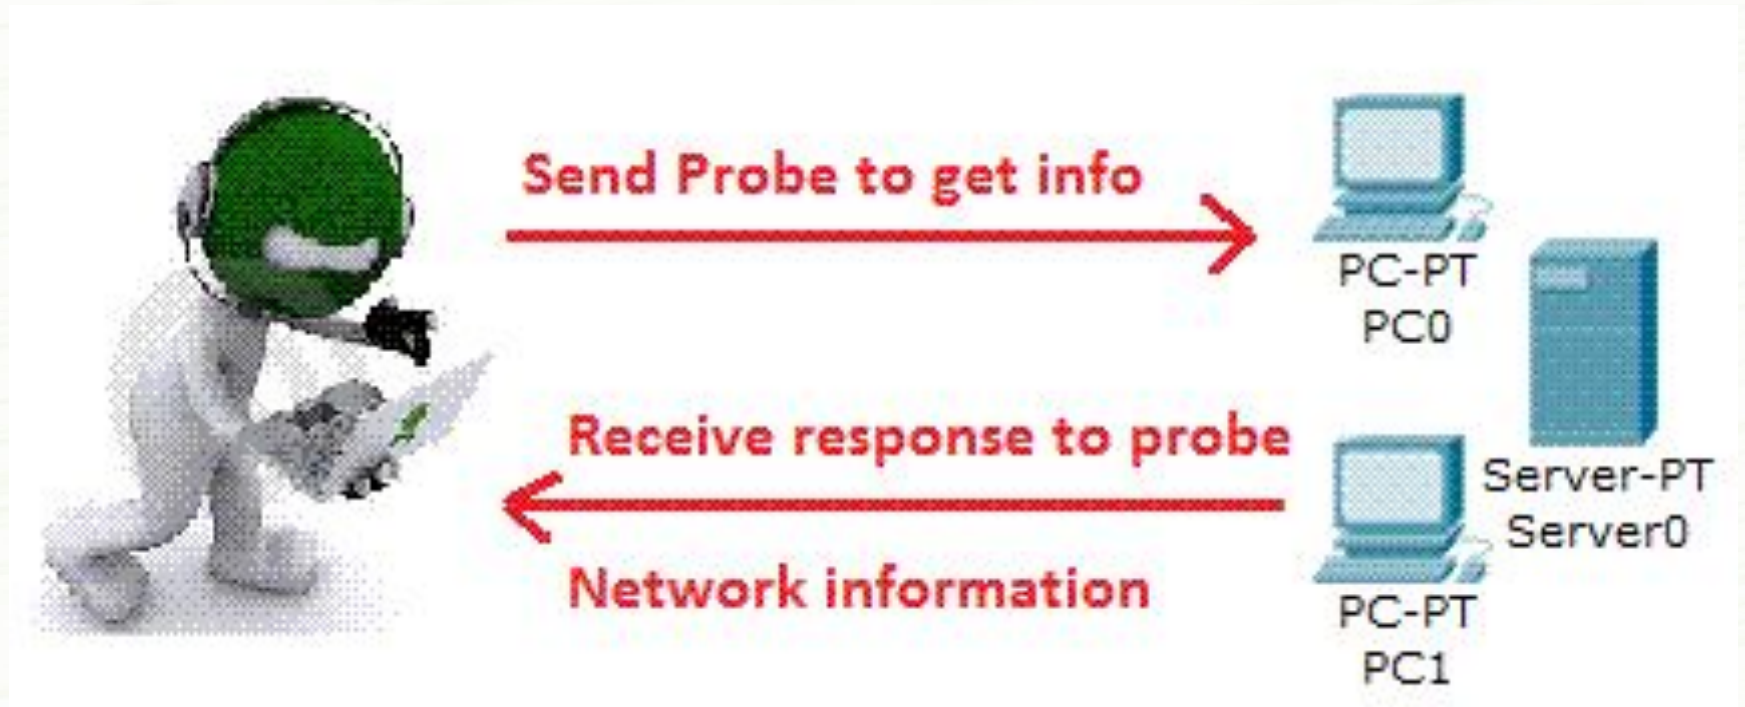 Send Probe to get info
PC-PT
PC0
Receive response to probe
Server-PT
Server0
Network information
PC-PT
PC1